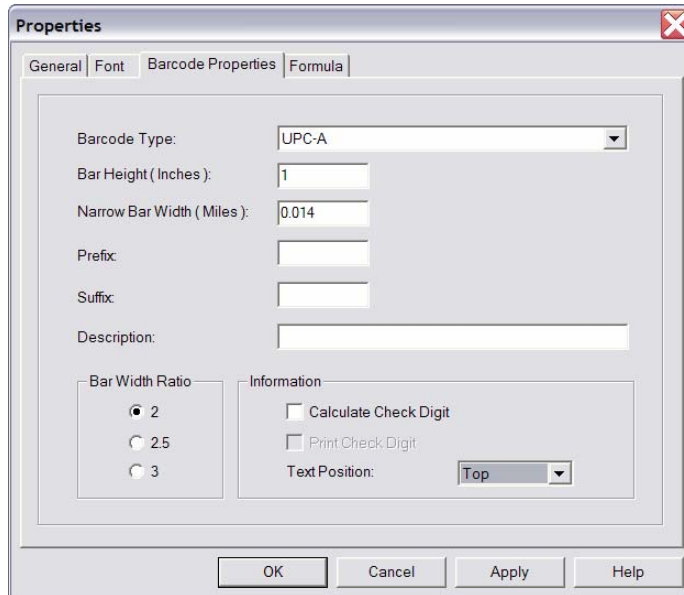 Properties
General Font Barcode Properties Formula
Barcode Type: UPC-A
Bar Height ( Inches ): 1
Narrow Bar Width ( Miles ): 0.014
Prefix:
Suffix:
Description:
Bar Width Ratio
2
2.5
3
Information
Calculate Check Digit
Print Check Digit
Text Position: Top
OK Cancel Apply Help